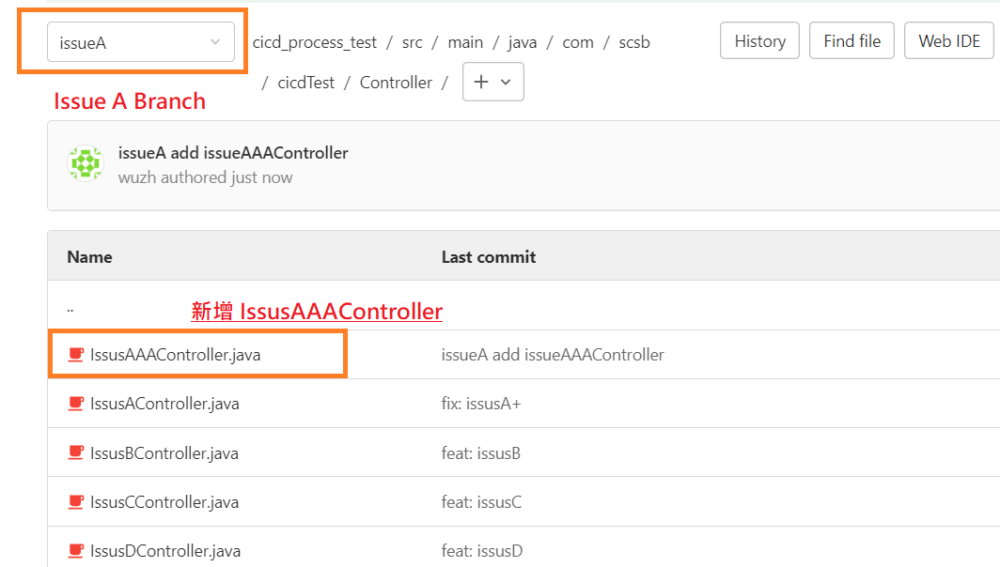 issueA
cicd_process_test / src / main / java / com / scsb
/ cicdTest / Controller /
History
Find file
Web IDE
Issue A Branch
issueA add issueAAAController
wuzh authored just now
Name Last commit
..
新增 IssusAAAController
IssusAAAController.java issueA add issueAAAController
IssusAController.java fix: issusA+
IssusBController.java feat: issusB
IssusCController.java feat: issusC
IssusDController.java feat: issusD